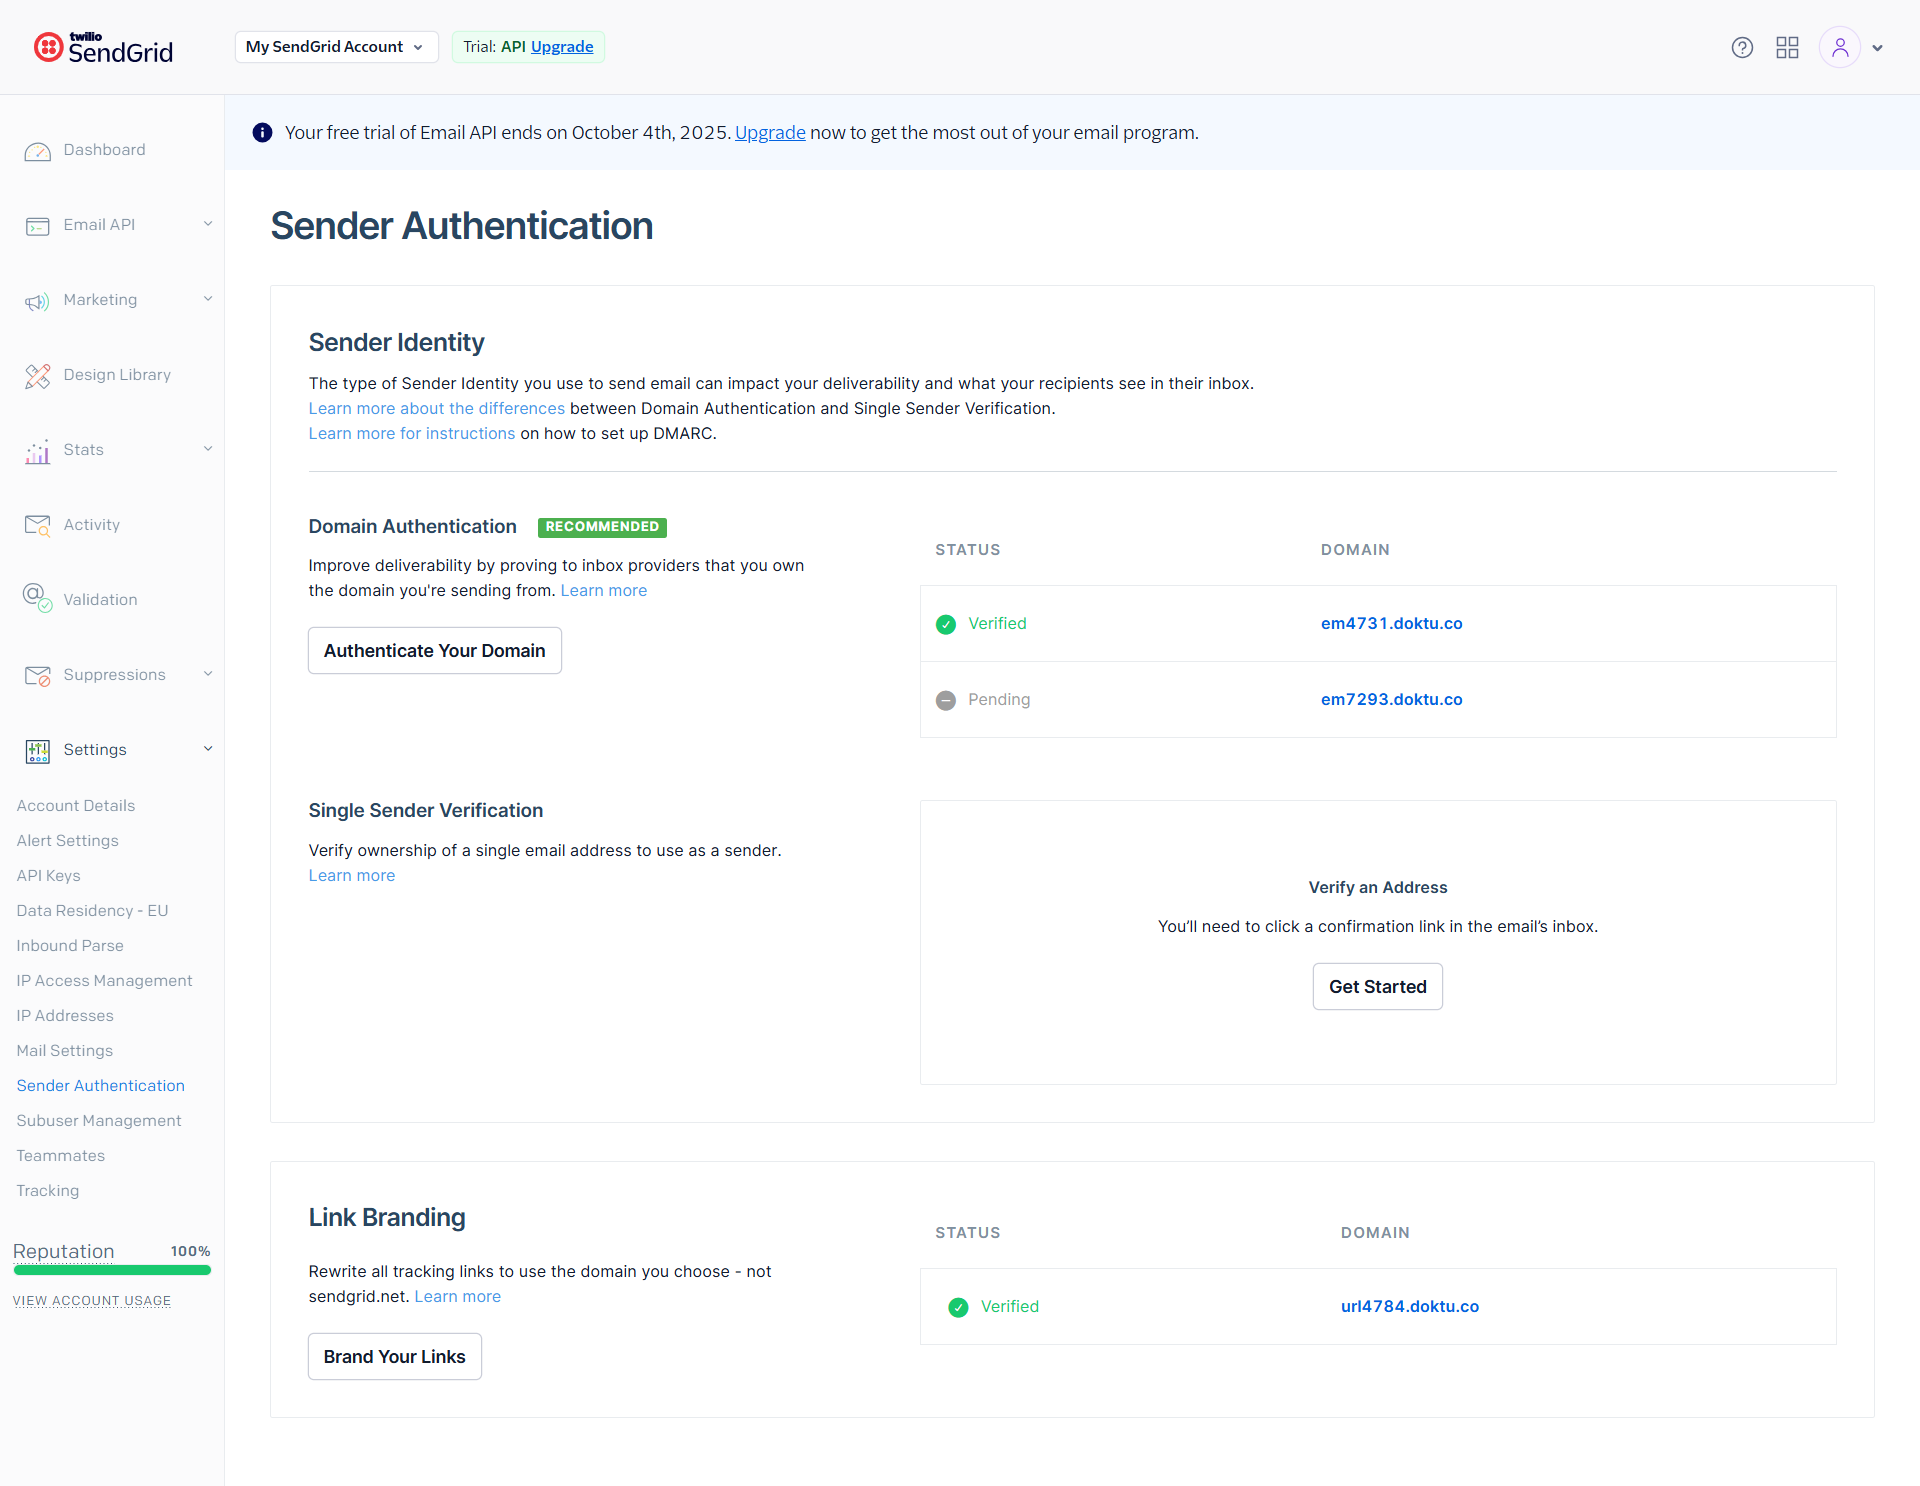 twilio
SendGrid
My SendGrid Account
Trial: API Upgrade
Your free trial of Email API ends on October 4th, 2025. Upgrade now to get the most out of your email program.
Dashboard
Email API
Marketing
Design Library
Stats
Activity
Validation
Suppressions
Settings
Account Details
Alert Settings
API Keys
Data Residency - EU
Inbound Parse
IP Access Management
IP Addresses
Mail Settings
Sender Authentication
Subuser Management
Teammates
Tracking
Reputation 100%
VIEW ACCOUNT USAGE
Sender Authentication
Sender Identity
The type of Sender Identity you use to send email can impact your deliverability and what your recipients see in their inbox.
Learn more about the differences between Domain Authentication and Single Sender Verification.
Learn more for instructions on how to set up DMARC.
Domain Authentication RECOMMENDED
Improve deliverability by proving to inbox providers that you own
the domain you're sending from. Learn more
Authenticate Your Domain
STATUS DOMAIN
Verified em4731.doktu.co
Pending em7293.doktu.co
Single Sender Verification
Verify ownership of a single email address to use as a sender.
Learn more
Verify an Address
You’ll need to click a confirmation link in the email’s inbox.
Get Started
Link Branding
Rewrite all tracking links to use the domain you choose - not
sendgrid.net. Learn more
Brand Your Links
STATUS DOMAIN
Verified url4784.doktu.co